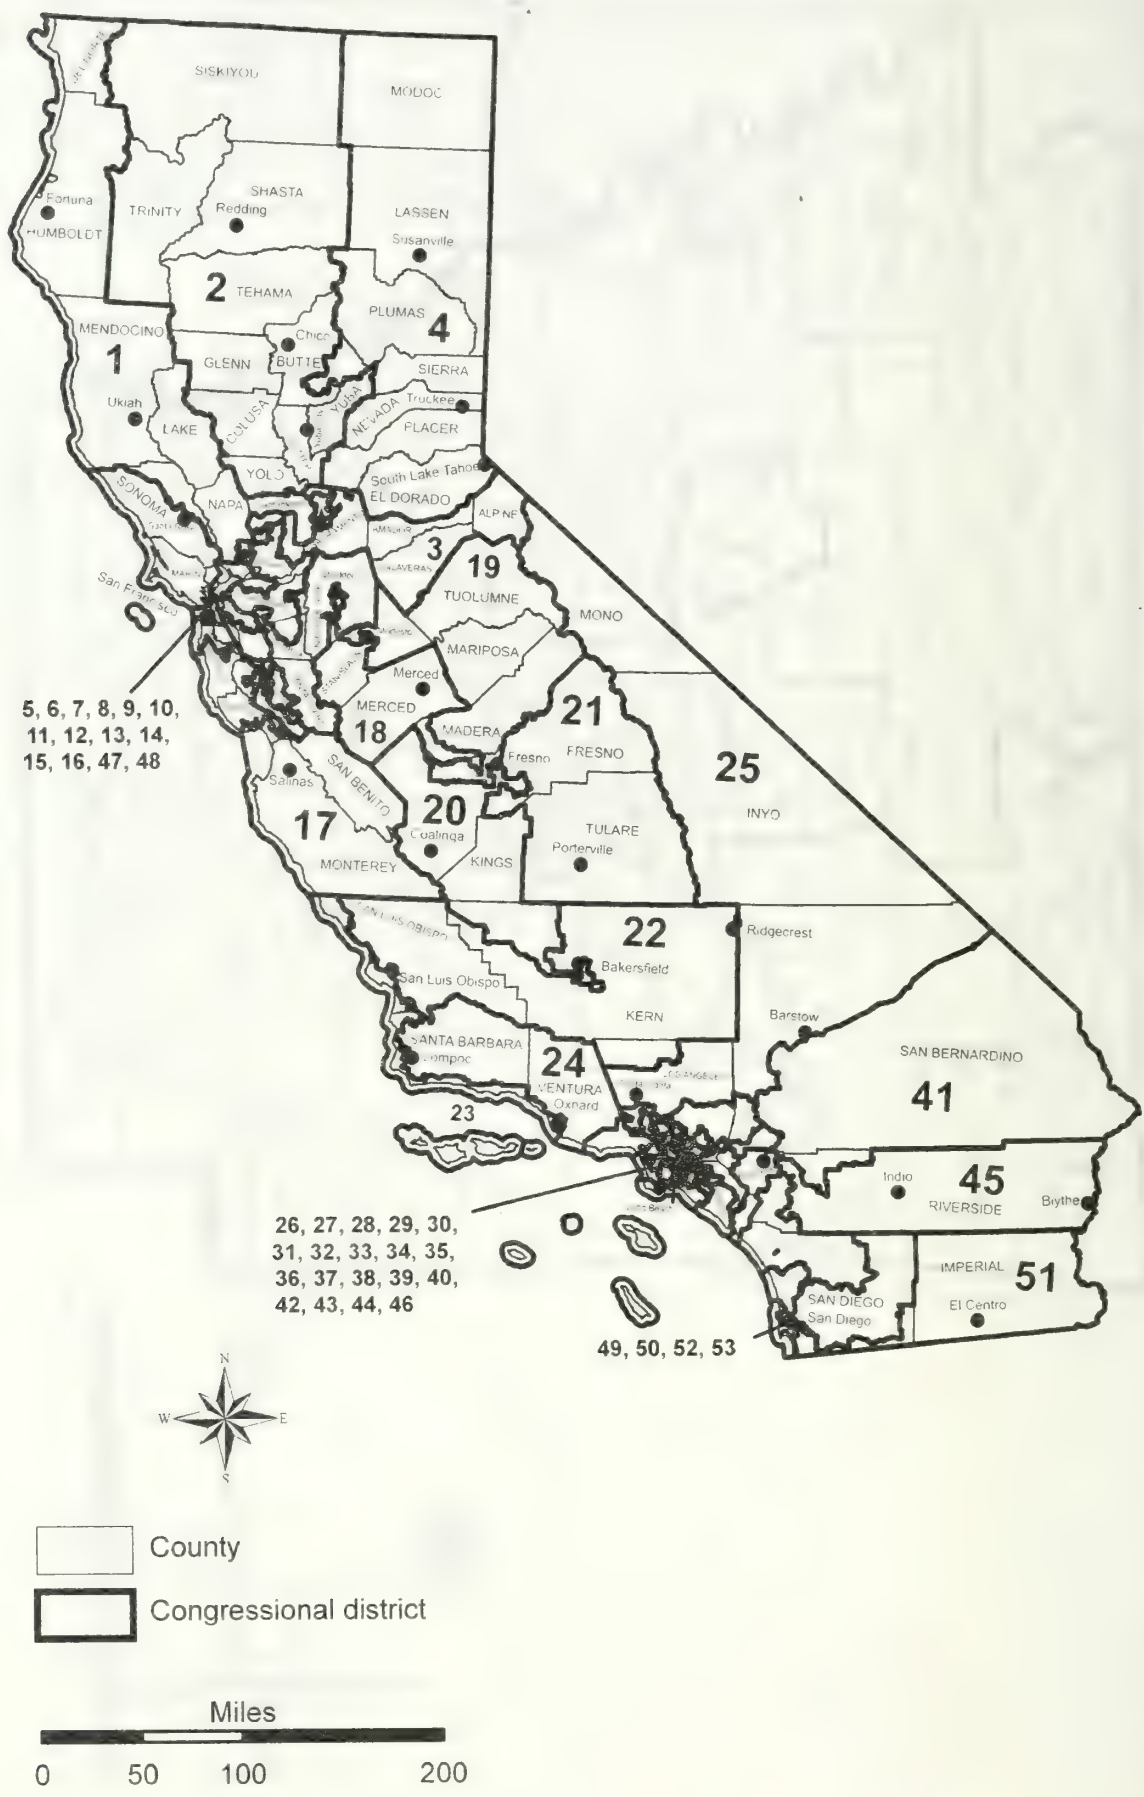 SISKIYOU
MODOC
SHASTA
Redding
TRINITY
LASSEN
Susanville
Fortuna
HUMBOLDT
2 TEHAMA
PLUMAS
4
MENDOCINO
1
Chico
GLENN
BUTTE
SIERRA
Ukiah
LAKE
COLUSA
YUBA
NEVADA
Truckee
PLACER
YOLO
South Lake Tahoe
EL DORADO
SONOMA
NAPA
ALPINE
3
19
San Francisco
TUOLUMNE
MONO
MARIPOSA
Merced
MERCED
18
5, 6, 7, 8, 9, 10,
11, 12, 13, 14,
15, 16, 47, 48
MADERA
21
Fresno
FRESNO
25
INYO
Salinas
SAN BENITO
17
MONTEREY
20
Coalinga
KINGS
TULARE
Porterville
SAN LUIS OBISPO
San Luis Obispo
22
Bakersfield
KERN
Ridgecrest
Barstow
SAN BERNARDINO
41
SANTA BARBARA
Lompoc
24
VENTURA
Oxnard
23
Indio
45
RIVERSIDE
Blythe
26, 27, 28, 29, 30,
31, 32, 33, 34, 35,
36, 37, 38, 39, 40,
42, 43, 44, 46
IMPERIAL
51
El Centro
SAN DIEGO
San Diego
49, 50, 52, 53
N
W
E
S
County
Congressional district
Miles
0 50 100 200